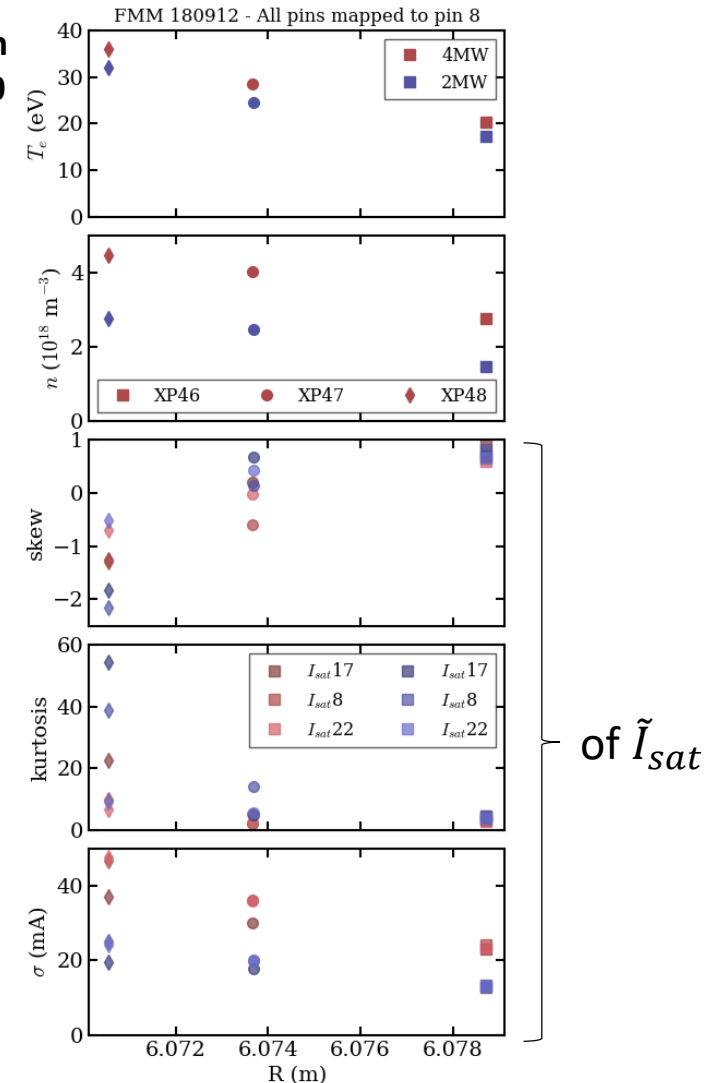 FMM 180912 - All pins mapped to pin 8
n
0
40
30
20
10
0
T_e (eV)
4MW
2MW
4
2
0
n (10^18 m^−3)
XP46 XP47 XP48
1
0
−1
−2
skew
60
40
20
0
kurtosis
I_sat17 I_sat17
I_sat8 I_sat8
I_sat22 I_sat22
of Ĩ_sat
40
20
0
σ (mA)
6.072 6.074 6.076 6.078
R (m)